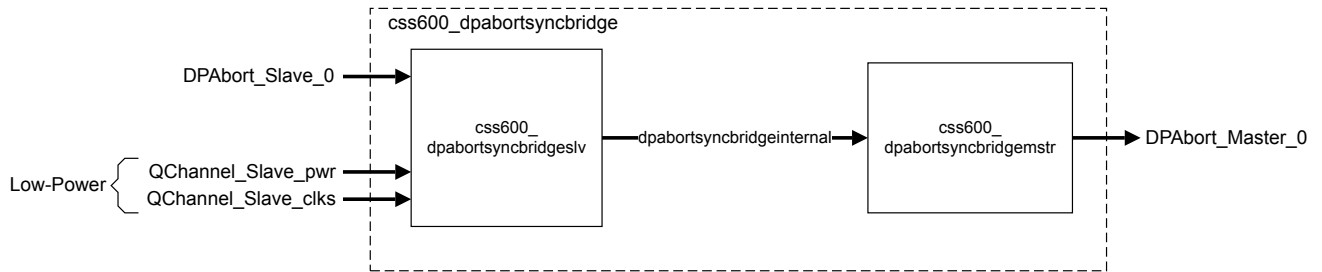 css600_dpabortsyncbridge
DPAbort_Slave_0
css600_
dpabortsyncbridgeslv
dpabortsyncbridgeinternal
css600_
dpabortsyncbridgemstr
DPAbort_Master_0
Low-Power
QChannel_Slave_pwr
QChannel_Slave_clks